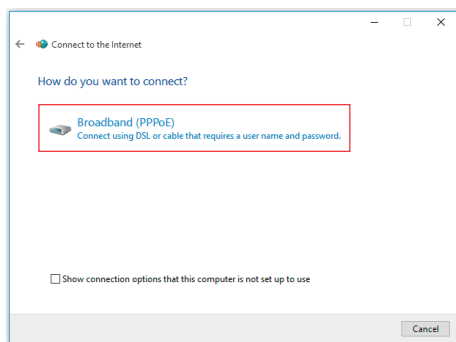 Connect to the Internet
How do you want to connect?
Broadband (PPPoE)
Connect using DSL or cable that requires a user name and password.
Show connection options that this computer is not set up to use
Cancel